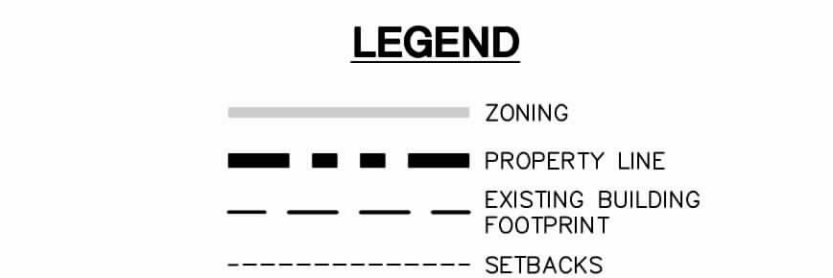 LEGEND
ZONING
PROPERTY LINE
EXISTING BUILDING
FOOTPRINT
SETBACKS